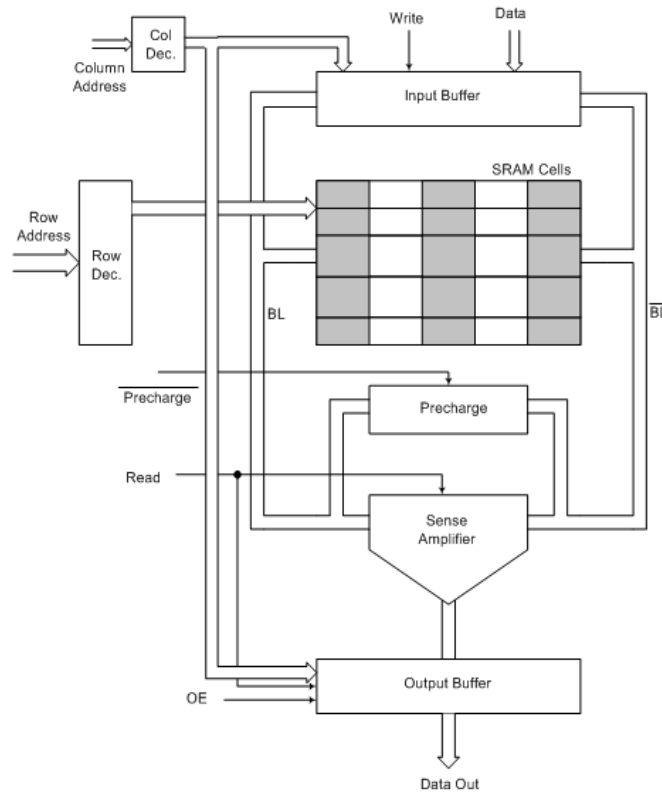 Write
Data
Col
Dec.
Column
Address
Input Buffer
SRAM Cells
Row
Address
Row
Dec.
BL
Precharge
Precharge
Read
Sense
Amplifier
Output Buffer
OE
Data Out